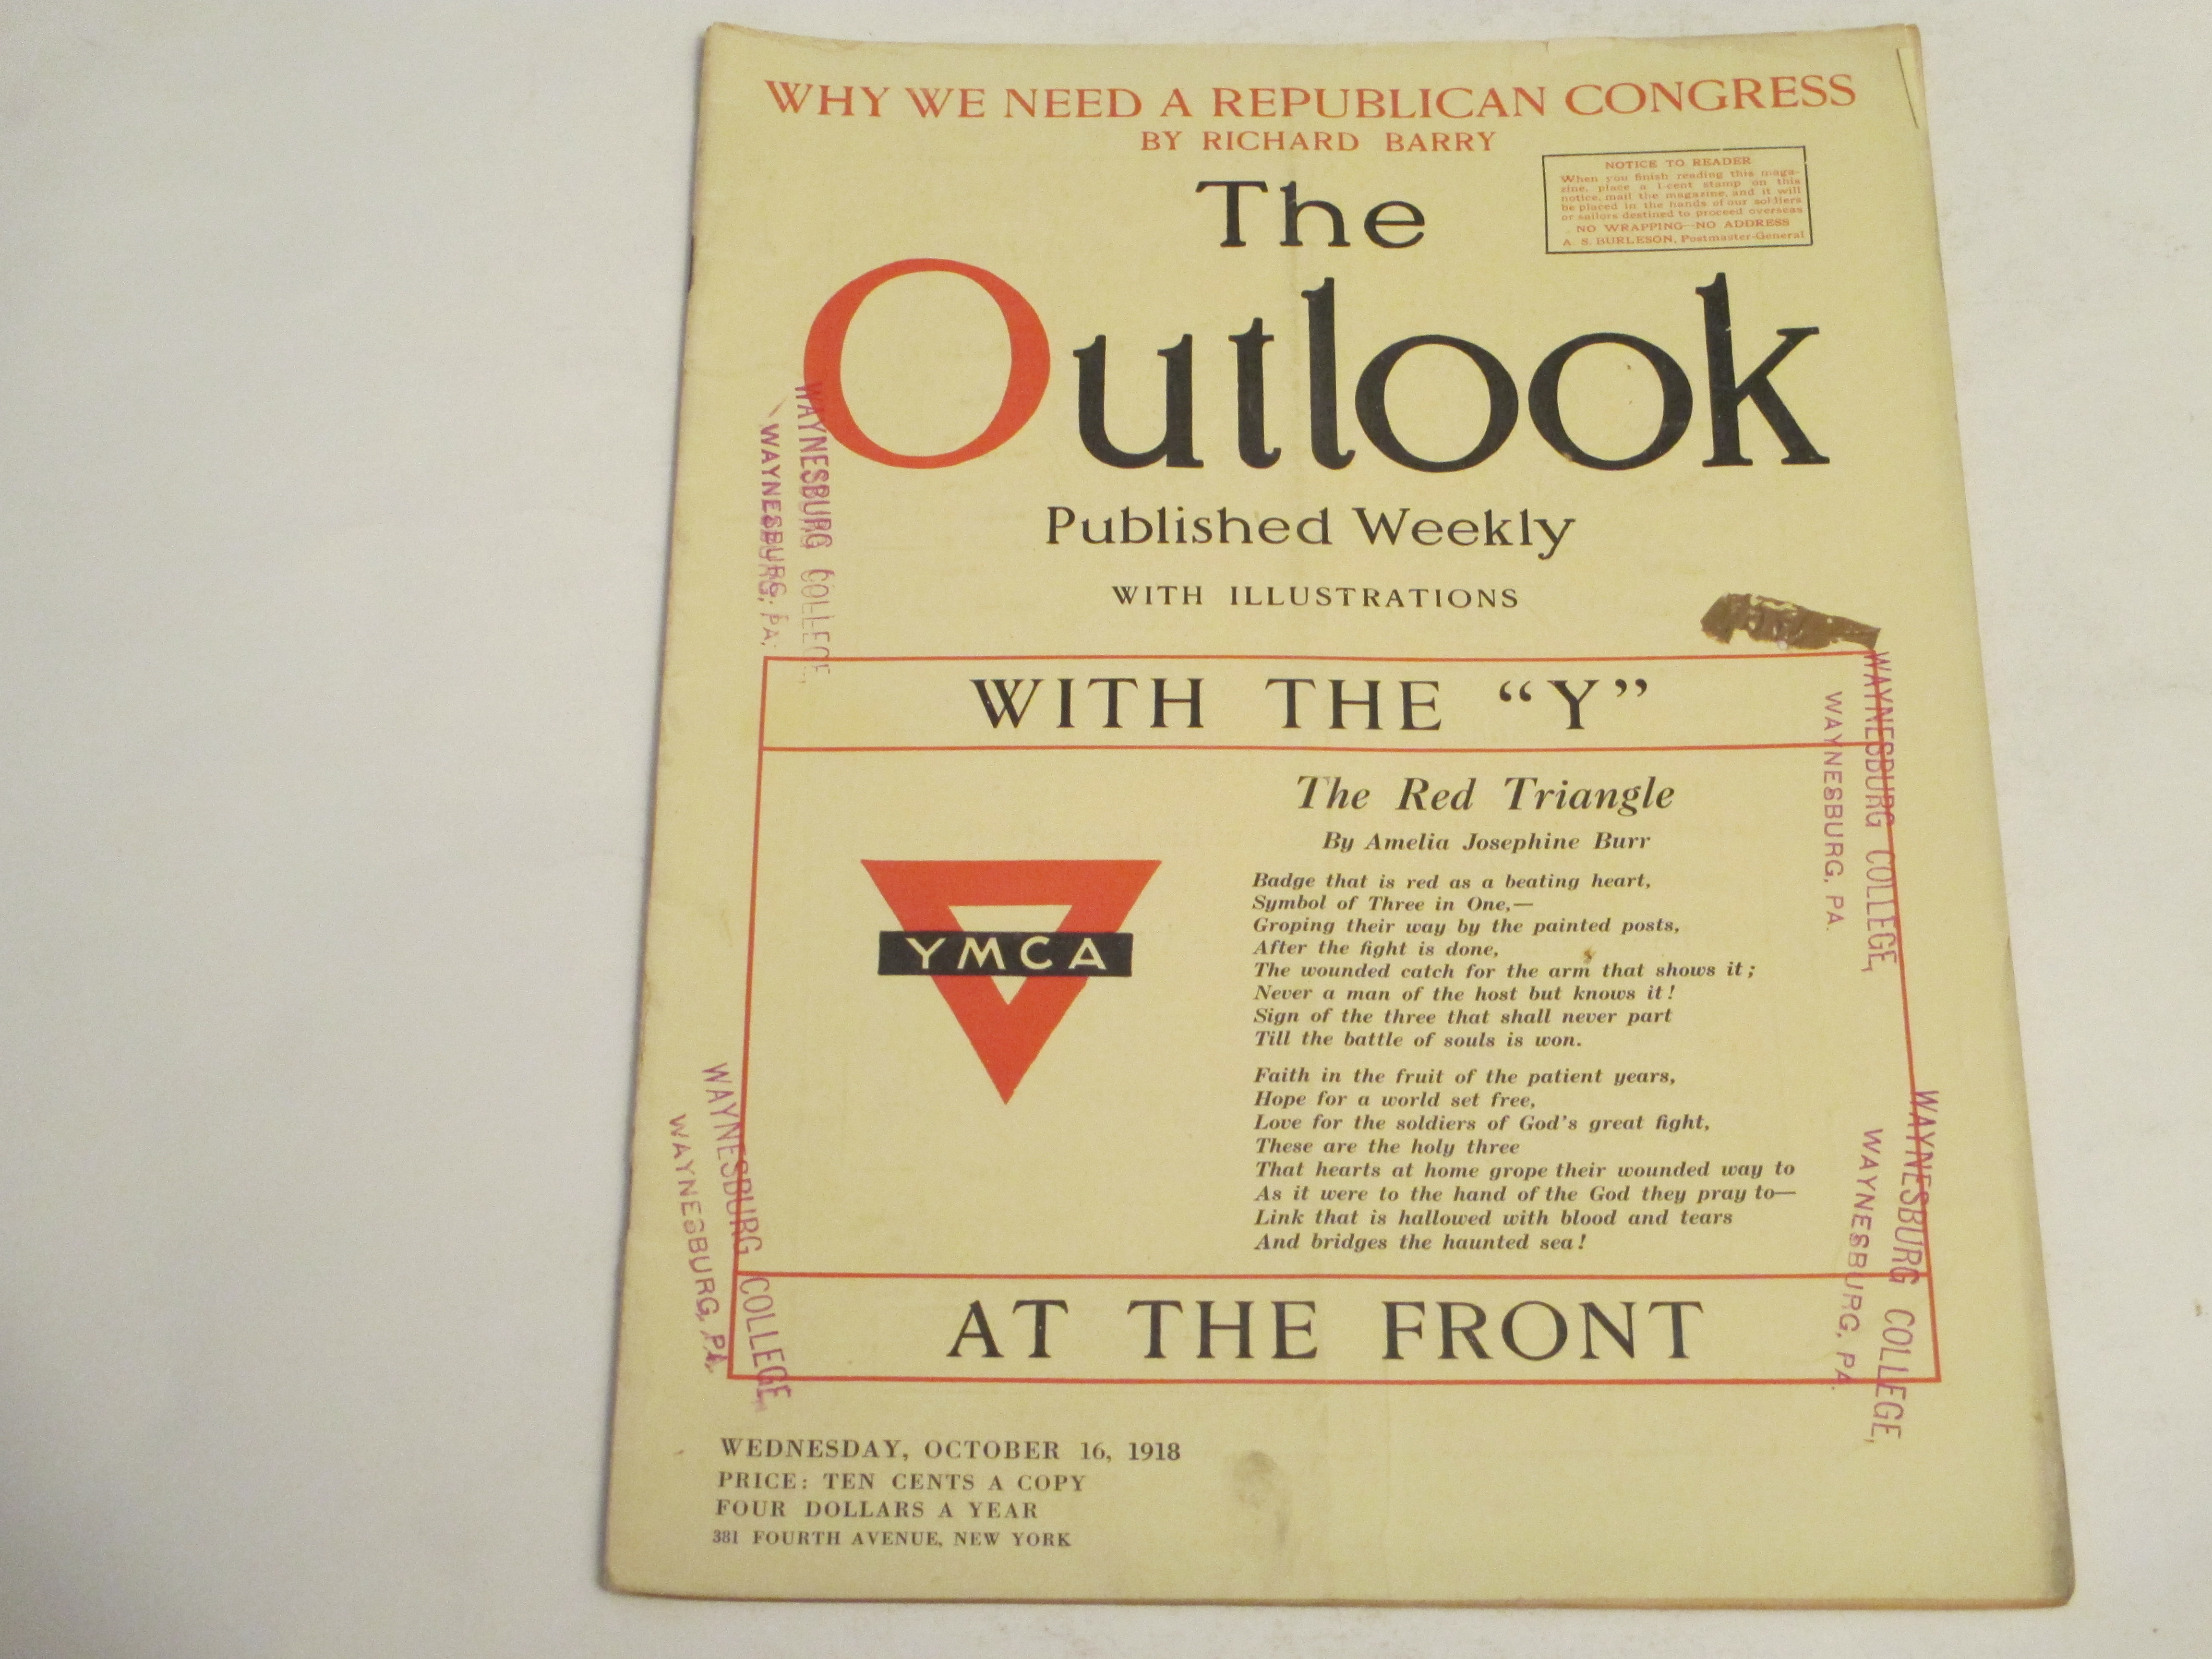 WHY WE NEED A REPUBLICAN CONGRESS
BY RICHARD BARRY
NOTICE TO READER
When you finish reading this maga-
zine, place a 1-cent stamp on this
notice, mail the magazine, and it will
be placed in the hands of our soldiers
or sailors destined to proceed overseas
NO WRAPPING—NO ADDRESS
A. S. BURLESON, Postmaster-General
The
Outlook
Published Weekly
WITH ILLUSTRATIONS
WAYNESBURG COLLEGE,
WAYNESBURG, PA.
WITH THE "Y"
WAYNESBURG COLLEGE,
WAYNESBURG, PA.
YMCA
The Red Triangle
By Amelia Josephine Burr
Badge that is red as a beating heart,
Symbol of Three in One,—
Groping their way by the painted posts,
After the fight is done,
The wounded catch for the arm that shows it;
Never a man of the host but knows it!
Sign of the three that shall never part
Till the battle of souls is won.
Faith in the fruit of the patient years,
Hope for a world set free,
Love for the soldiers of God's great fight,
These are the holy three
That hearts at home grope their wounded way to
As it were to the hand of the God they pray to—
Link that is hallowed with blood and tears
And bridges the haunted sea!
WAYNESBURG COLLEGE,
WAYNESBURG, PA.
WAYNESBURG COLLEGE,
WAYNESBURG, PA.
AT THE FRONT
WEDNESDAY, OCTOBER 16, 1918
PRICE: TEN CENTS A COPY
FOUR DOLLARS A YEAR
381 FOURTH AVENUE, NEW YORK